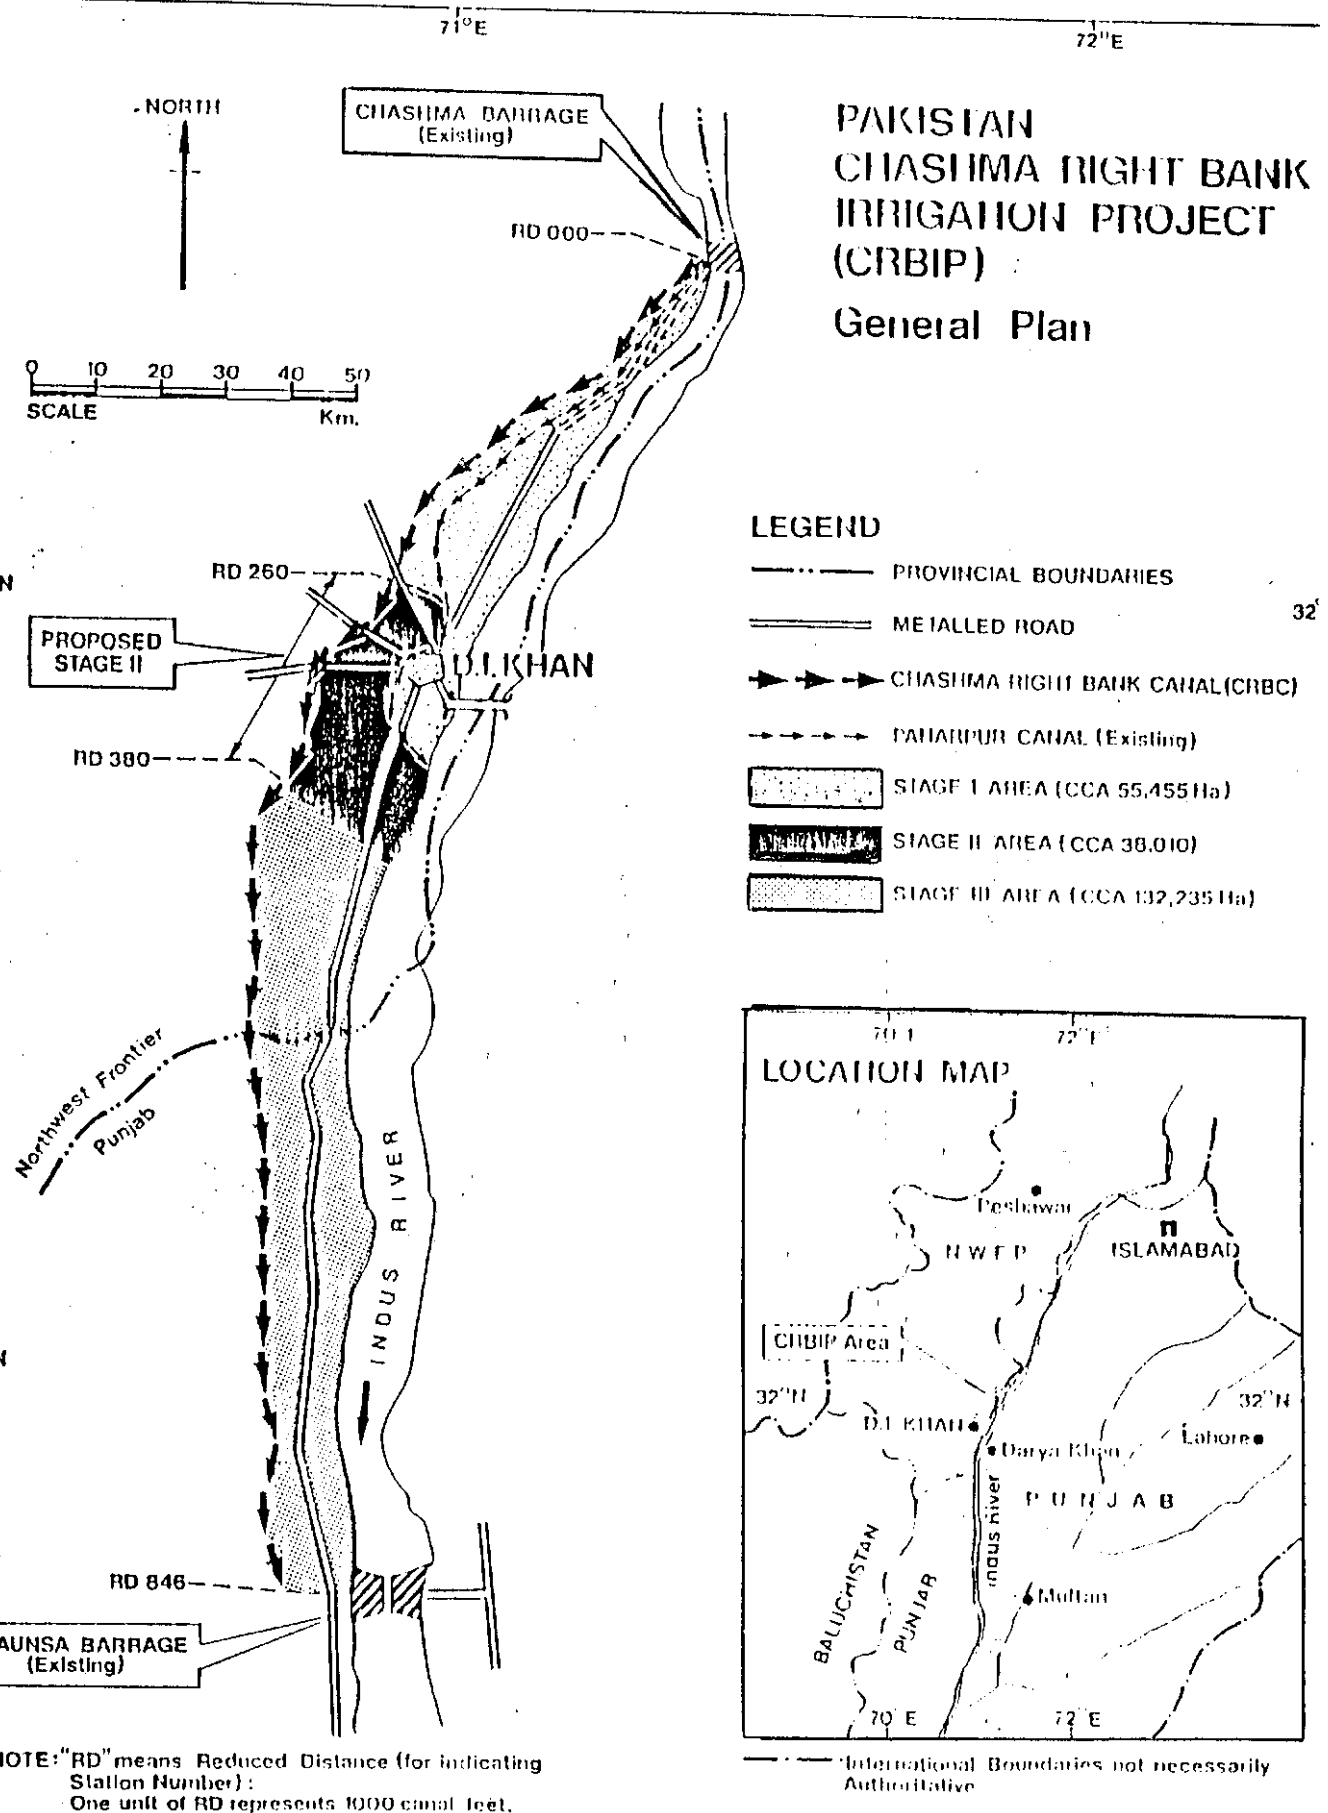 71°E
72°E
NORTH
CHASHMA BARRAGE
(Existing)
PAKISTAN
CHASHMA RIGHT BANK
IRRIGATION PROJECT
(CRBIP)
General Plan
RD 000
0 10 20 30 40 50
SCALE
Km.
LEGEND
PROVINCIAL BOUNDARIES
METALLED ROAD
CHASHMA RIGHT BANK CANAL (CRBC)
PAHARPUR CANAL (Existing)
STAGE I AREA (CCA 55,455 Ha)
STAGE II AREA (CCA 38.010)
STAGE III AREA (CCA 132,235 Ha)
32°
N
RD 260
PROPOSED
STAGE II
D.I. KHAN
RD 380
Northwest Frontier
Punjab
INDUS RIVER
N
RD 846
AUNSA BARRAGE
(Existing)
72°E
LOCATION MAP
Peshawar
NWFP
ISLAMABAD
CRBIP Area
32°N
32°N
D.I. KHAN
Darya Khan
Lahore
PUNJAB
Indus River
BALUCHISTAN
PUNJAB
Multan
70°E
72°E
International Boundaries not necessarily
Authoritative
OTE: "RD" means Reduced Distance (for indicating
Station Number):
One unit of RD represents 1000 canal feet.